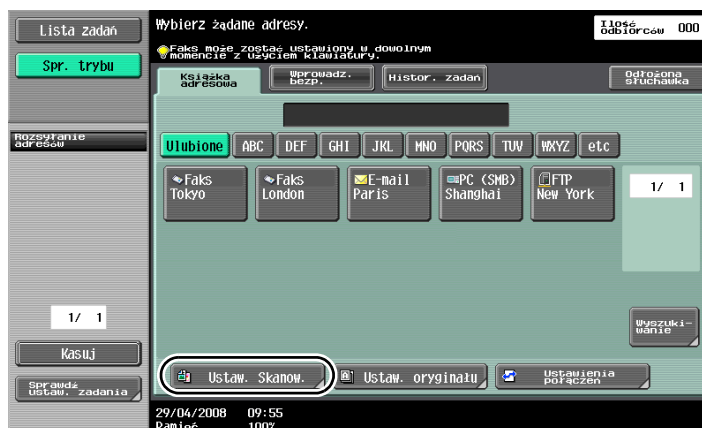 Lista zadań
Spr. trybu
Rozsyłanie
adresów
1/ 1
Kasuj
Sprawdź
ustaw. zadania
Wybierz żądane adresy.
Faks może zostać ustawiony w dowolnym
momencie z użyciem klawiatury.
Ilość
odbiorców 000
Książka
adresowa
Wprowadz.
bezp.
Histor. zadań
Odłożona
słuchawka
Ulubione ABC DEF GHI JKL MNO PQRS TUV WXYZ etc
Faks
Tokyo
Faks
London
E-mail
Paris
PC (SMB)
Shanghai
FTP
New York
1/ 1
Wyszuki-
wanie
Ustaw. Skanow.
Ustaw. oryginału
Ustawienia
połączeń
29/04/2008 09:55
Pamięć 100%